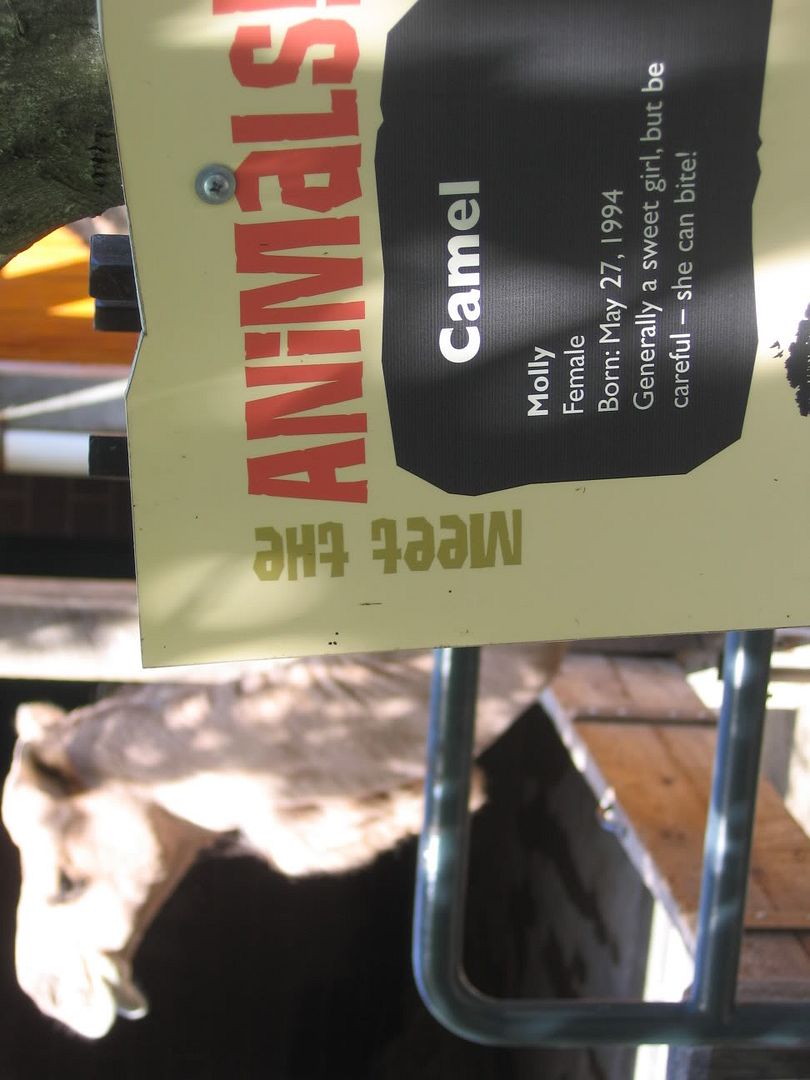 Meet the
ANiMaLS!
Camel
Molly
Female
Born: May 27, 1994
Generally a sweet girl, but be
careful – she can bite!